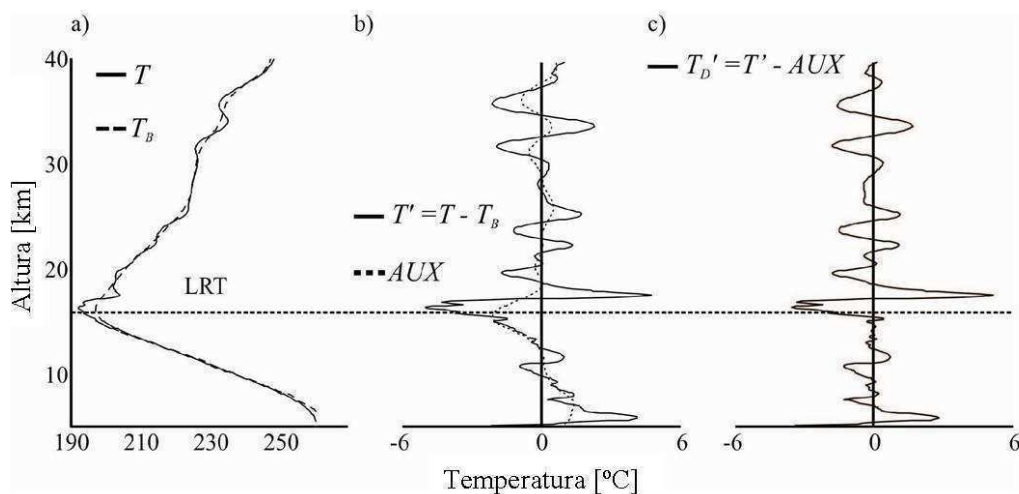 a)
b)
c)
40
30
20
10
Altura [km]
T
T_B
LRT
190 210 230 250
T' = T - T_B
AUX
-6 0 6
T_D' = T' - AUX
-6 0 6
Temperatura [ºC]